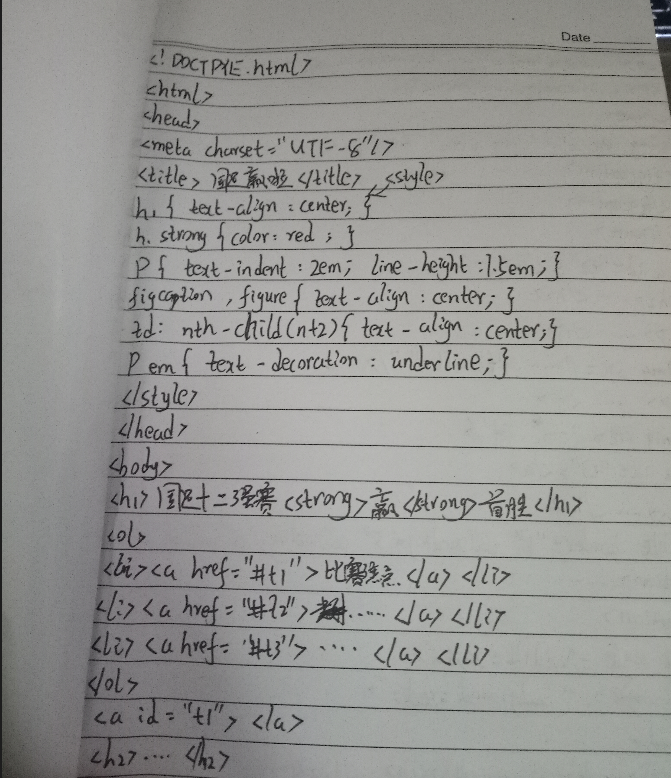 Date
<! DOCTPYE.html>
<html>
<head>
<meta charset="UTF-8"/>
<title> 国足赢啦 </title> <style>
h1 { text-align : center; }
h1 strong { color: red ; }
P { text-indent : 2em; line-height : 1.5em; }
figcaption , figure { text-align : center; }
td: nth-child(n+2) { text-align : center; }
P em { text-decoration : underline; }
</style>
</head>
<body>
<h1> 国足十二强赛 <strong> 赢 </strong> 首胜 </h1>
<ol>
<li> <a href="#t1"> 比赛 </a> </li>
<li> <a href = "#t2"> ..... </a> </li>
<li> <a href= "#t3"> .... </a> </li>
</ol>
<a id = "t1"> </a>
<h2> .... </h2>